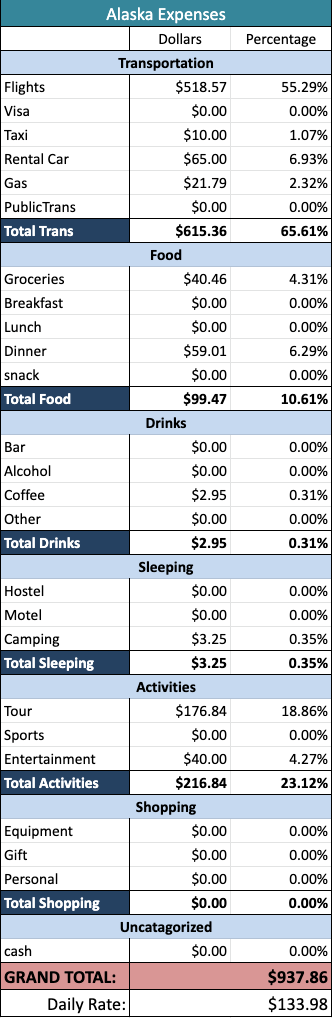 Alaska Expenses
Dollars Percentage
Transportation
Flights $518.57 55.29%
Visa $0.00 0.00%
Taxi $10.00 1.07%
Rental Car $65.00 6.93%
Gas $21.79 2.32%
PublicTrans $0.00 0.00%
Total Trans $615.36 65.61%
Food
Groceries $40.46 4.31%
Breakfast $0.00 0.00%
Lunch $0.00 0.00%
Dinner $59.01 6.29%
snack $0.00 0.00%
Total Food $99.47 10.61%
Drinks
Bar $0.00 0.00%
Alcohol $0.00 0.00%
Coffee $2.95 0.31%
Other $0.00 0.00%
Total Drinks $2.95 0.31%
Sleeping
Hostel $0.00 0.00%
Motel $0.00 0.00%
Camping $3.25 0.35%
Total Sleeping $3.25 0.35%
Activities
Tour $176.84 18.86%
Sports $0.00 0.00%
Entertainment $40.00 4.27%
Total Activities $216.84 23.12%
Shopping
Equipment $0.00 0.00%
Gift $0.00 0.00%
Personal $0.00 0.00%
Total Shopping $0.00 0.00%
Uncatagorized
cash $0.00 0.00%
GRAND TOTAL: $937.86
Daily Rate: $133.98